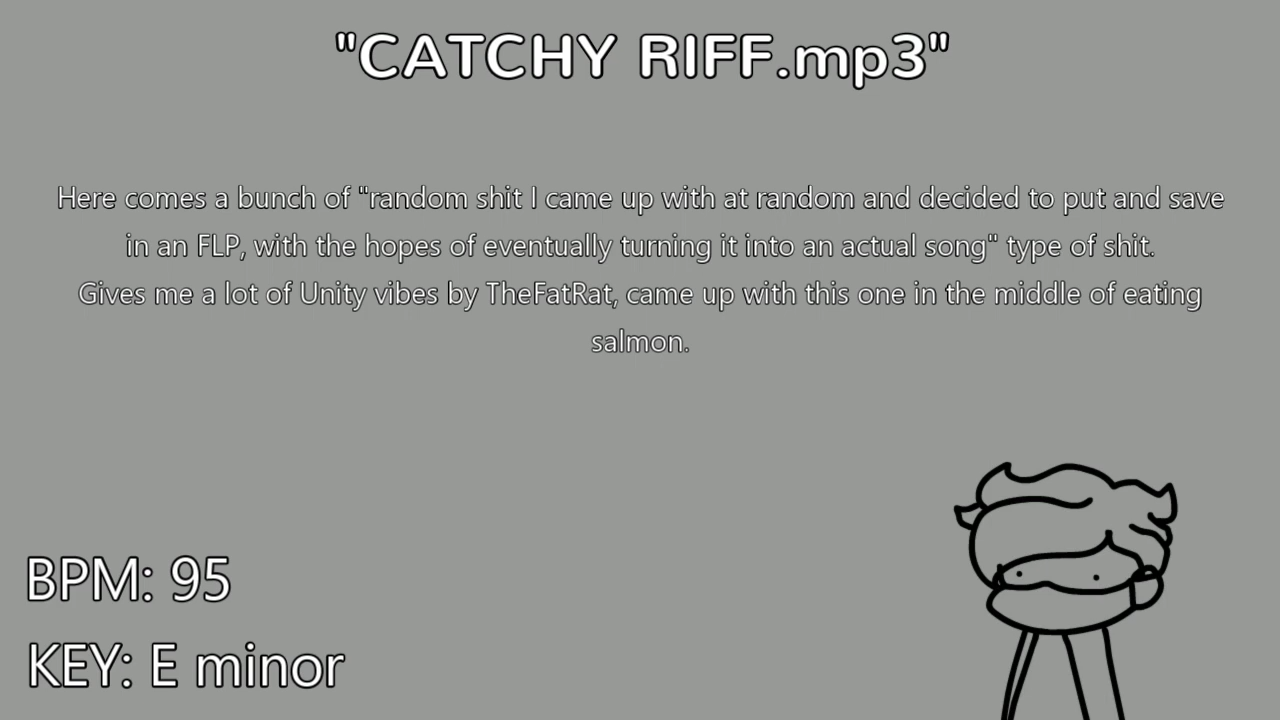 "CATCHY RIFF.mp3"
Here comes a bunch of "random shit I came up with at random and decided to put and save
in an FLP, with the hopes of eventually turning it into an actual song" type of shit.
Gives me a lot of Unity vibes by TheFatRat, came up with this one in the middle of eating
salmon.
BPM: 95
KEY: E minor